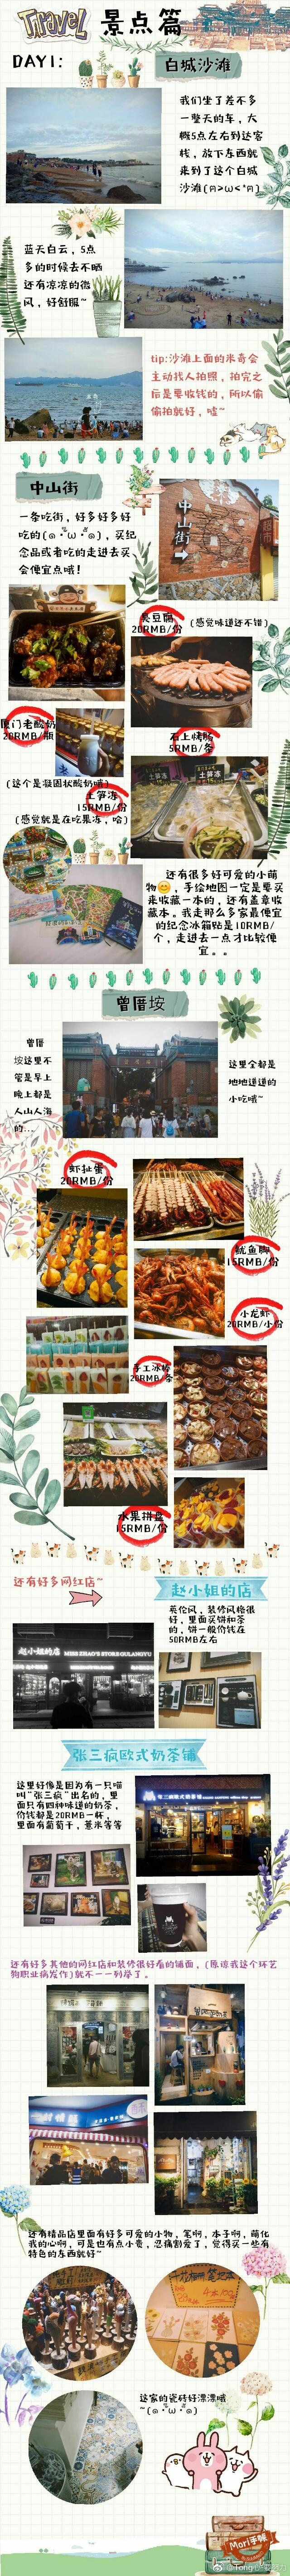 Travel
景点篇
DAY1:
白城沙滩
我们坐了差不多
一整天的车，大
概5点左右到达客
栈，放下东西就
来到了这个白城
沙滩(ฅ>ω<*ฅ)
蓝天白云，5点
多的时候去不晒
还有凉凉的微
风，好舒服~
tip:沙滩上面的米奇会
主动找人拍照，拍完之
后是要收钱的，所以偷
偷拍就好，嘘~
中山街
一条吃街，好多好多好
吃的(๑•̀ω•́๑)，买纪
念品或者吃的走进去买
会便宜点哦！
中山街
臭豆腐
20RMB/份
(感觉味道还不错)
厦门老酸奶
20RMB/瓶
石上烤肠
5RMB/条
(这个是凝固状酸奶哨)
土笋冻
15RMB/份
土笋冻
(感觉就是在吃果冻，哈)
还有很多好可爱的小萌
物😊，手绘地图一定是要买
来收藏一本的，还有盖章收
藏本。我走那么多家最便宜
的纪念冰箱贴是10RMB/
个，走进去一点才比较便
宜。。
曾厝垵
曾厝
垵这里不
管是早上
晚上都是
人山人海
的...
这里全都是
地地道道的
小吃哦~
虾扯蛋
20RMB/份
鱿鱼脚
15RMB/份
小龙虾
20RMB/小份
手工冰棒
20RMB/条
水果拼盘
15RMB/份
还有好多网红店~
赵小姐的店
英伦风，装修风格很
好，里面买饼和茶
的，饼一般价钱在
50RMB左右
赵小姐的店
MISS ZHAO'S STORE GULANGYU
张三疯欧式奶茶铺
这里好像是因为有一只喵
叫"张三疯"出名的，里
面只有四种味道的奶茶，
价钱都是20RMB一杯，
里面有葡萄干，薏米等等
张三疯欧式奶茶铺
还有好多其他的网红店和装修很好看的铺面，(原谅我这个环艺
狗职业病发作)就不一一列举了。
还有精品店里面有好多可爱的小物，笔啊，本子啊，萌化
我的心啊，可是也有点小贵，忍痛割爱了，觉得买一些有
特色的东西就好~
这家的瓷砖好漂漂哦
~(๑•̀ω•́๑)
Mori手帐